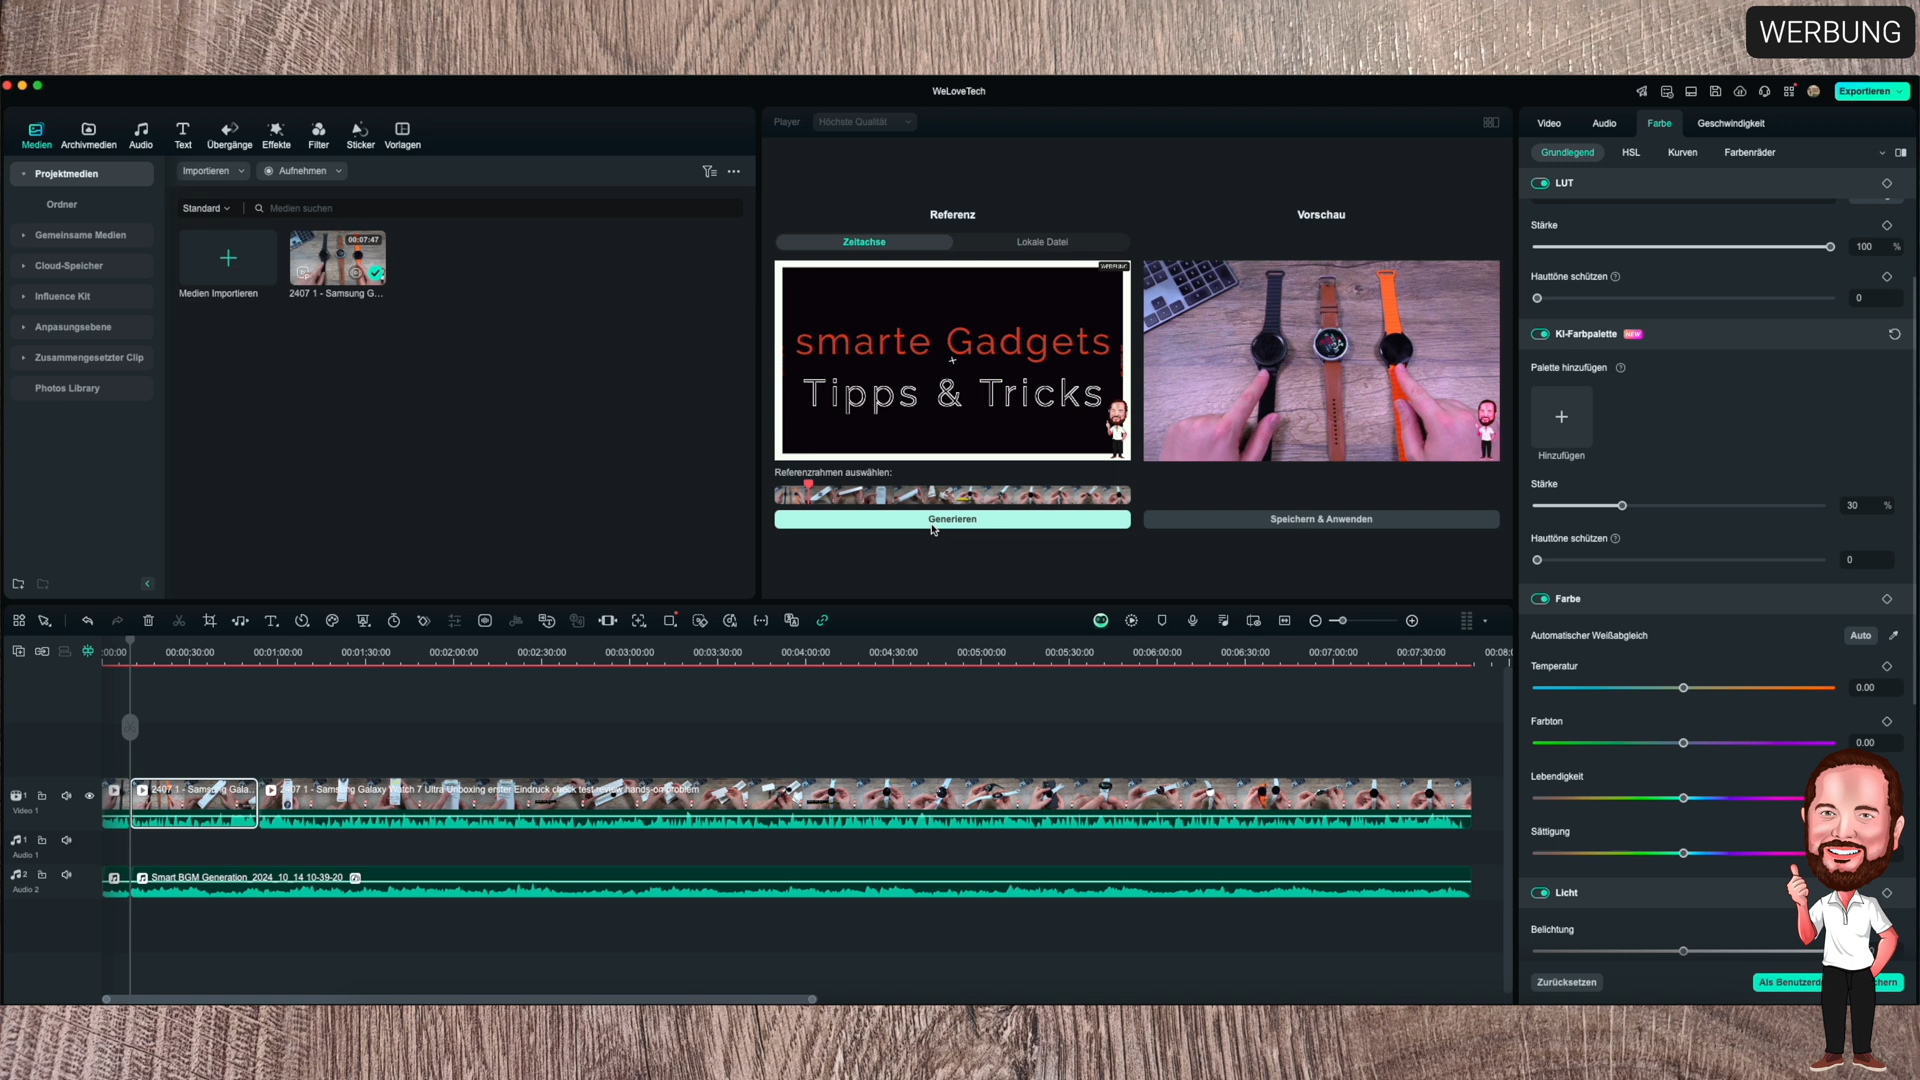 WERBUNG
WeLoveTech
Exportieren
Medien
Archivmedien
Audio
Text
Übergänge
Effekte
Filter
Sticker
Vorlagen
Player
Höchste Qualität
Video
Audio
Farbe
Geschwindigkeit
Projektmedien
Ordner
Gemeinsame Medien
Cloud-Speicher
Influence Kit
Anpasungsebene
Zusammengesetzter Clip
Photos Library
Importieren
Aufnehmen
Standard
Medien suchen
Medien Importieren
00:07:47
2407 1 - Samsung G...
Referenz
Vorschau
Zeitachse
Lokale Datei
WERBUNG
smarte Gadgets
Tipps & Tricks
Referenzrahmen auswählen:
Generieren
Speichern & Anwenden
Grundlegend
HSL
Kurven
Farbenräder
LUT
Stärke
100 %
Hauttöne schützen
0
KI-Farbpalette NEW
Palette hinzufügen
Hinzufügen
Stärke
30 %
Hauttöne schützen
0
Farbe
Automatischer Weißabgleich
Auto
Temperatur
0.00
Farbton
0.00
Lebendigkeit
Sättigung
Licht
Belichtung
Zurücksetzen
:00:00
00:00:30:00
00:01:00:00
00:01:30:00
00:02:00:00
00:02:30:00
00:03:00:00
00:03:30:00
00:04:00:00
00:04:30:00
00:05:00:00
00:05:30:00
00:06:00:00
00:06:30:00
00:07:00:00
00:07:30:00
00:08:0
1
Video 1
2407 1 - Samsung Gala...
2407 1 - Samsung Galaxy Watch 7 Ultra Unboxing erster Eindruck check test review hands-on problem
1
Audio 1
2
Audio 2
Smart BGM Generation_2024_10_14 10-39-20